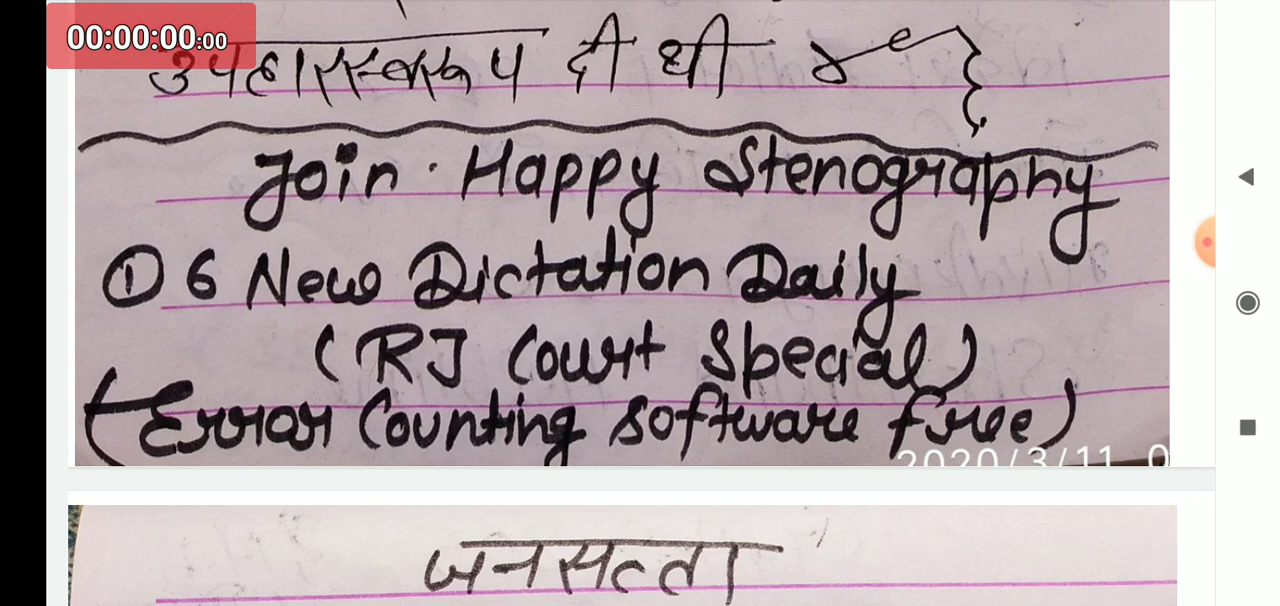 00:00:00:00
उपहारस्वरूप दी थी
Join. Happy Stenography
① 6 New Dictation Daily
(RJ Court Special)
(Error Counting Software free)
2020/3/11 0
जनसत्ता